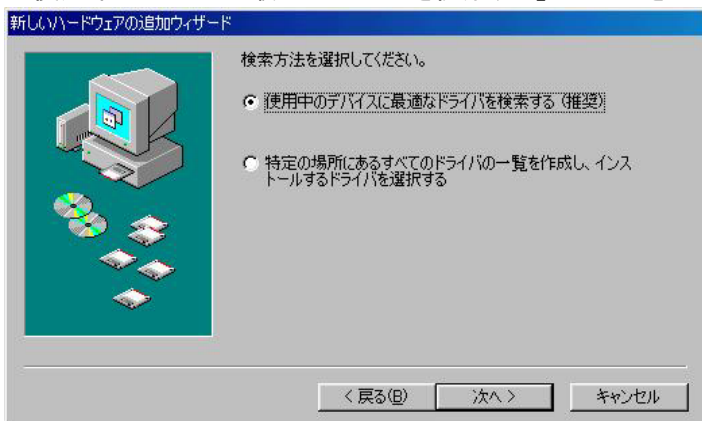 新しいハードウェアの追加ウィザード
検索方法を選択してください。
使用中のデバイスに最適なドライバを検索する (推奨)
特定の場所にあるすべてのドライバの一覧を作成し、インス
トールするドライバを選択する
< 戻る(B)
次へ >
キャンセル